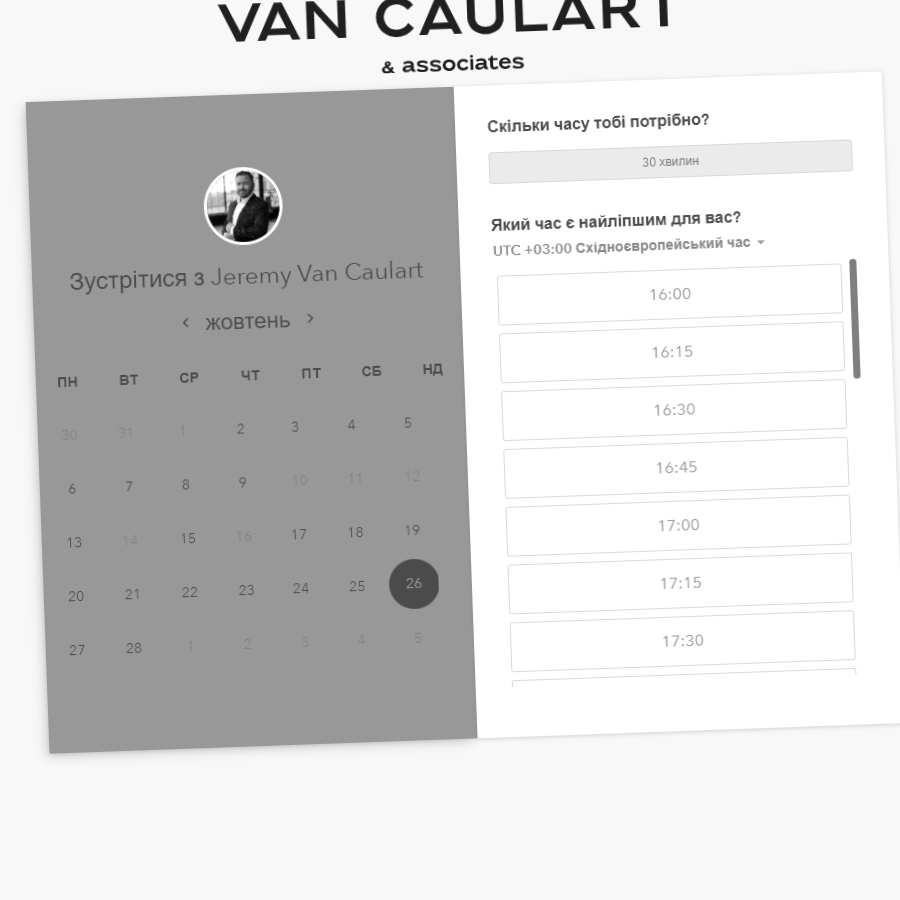 VAN CAULART
& associates
Зустрітися з Jeremy Van Caulart
‹ жовтень ›
ПН ВТ СР ЧТ ПТ СБ НД
30 31 1 2 3 4 5
6 7 8 9 10 11 12
13 14 15 16 17 18 19
20 21 22 23 24 25 26
27 28 1 2 3 4 5
Скільки часу тобі потрібно?
30 хвилин
Який час є найліпшим для вас?
UTC +03:00 Східноєвропейський час
16:00
16:15
16:30
16:45
17:00
17:15
17:30